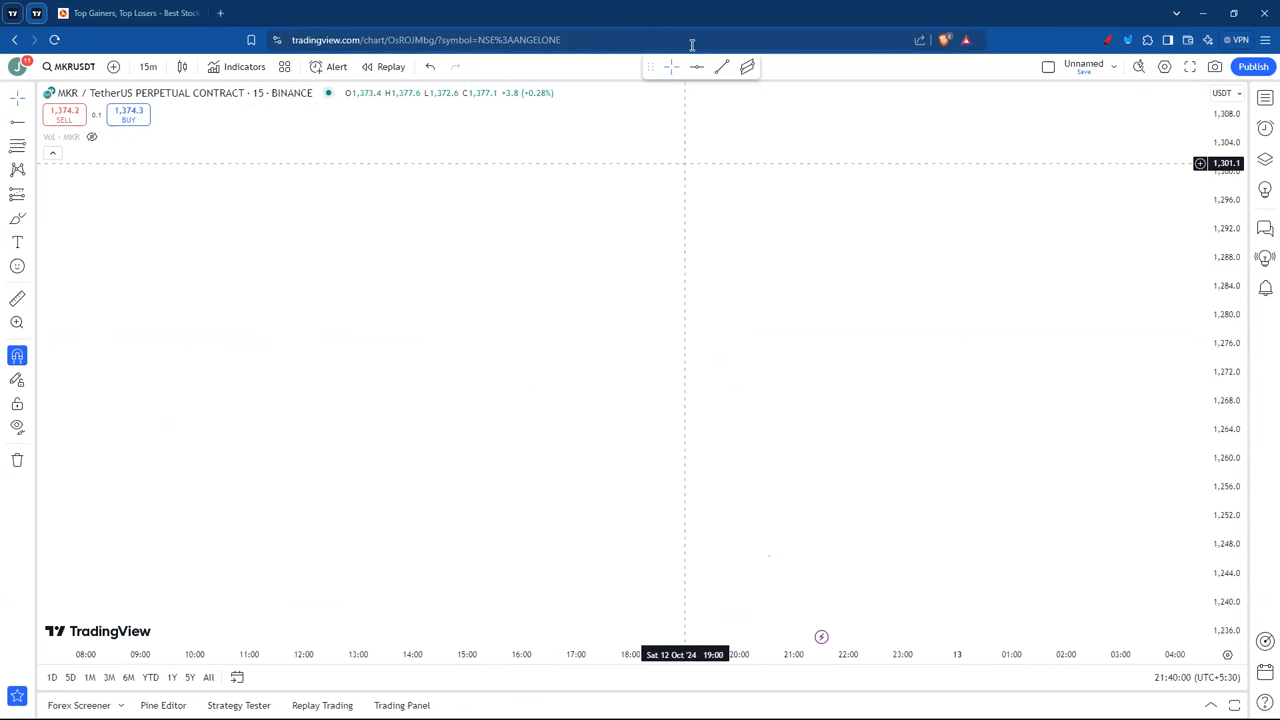 Top Gainers, Top Losers - Best Stock
tradingview.com/chart/OsROJMbg/?symbol=NSE%3AANGELONE
2
VPN
J
11
MKRUSDT
15m
Indicators
Alert
Replay
Unnamed
Save
Publish
MKR / TetherUS PERPETUAL CONTRACT · 15 · BINANCE
O1,373.4 H1,377.6 L1,372.6 C1,377.1 +3.8 (+0.28%)
USDT
1,374.2
SELL
0.1
1,374.3
BUY
Vol · MKR
1,308.0
1,304.0
1,301.1
1,300.0
1,296.0
1,292.0
1,288.0
1,284.0
1,280.0
1,276.0
1,272.0
1,268.0
1,264.0
1,260.0
1,256.0
1,252.0
1,248.0
1,244.0
1,240.0
1,236.0
TradingView
08:00
09:00
10:00
11:00
12:00
13:00
14:00
15:00
16:00
17:00
18:00
Sat 12 Oct '24 19:00
20:00
21:00
22:00
23:00
13
01:00
02:00
03:00
04:00
1D 5D 1M 3M 6M YTD 1Y 5Y All
21:40:00 (UTC+5:30)
Forex Screener
Pine Editor
Strategy Tester
Replay Trading
Trading Panel